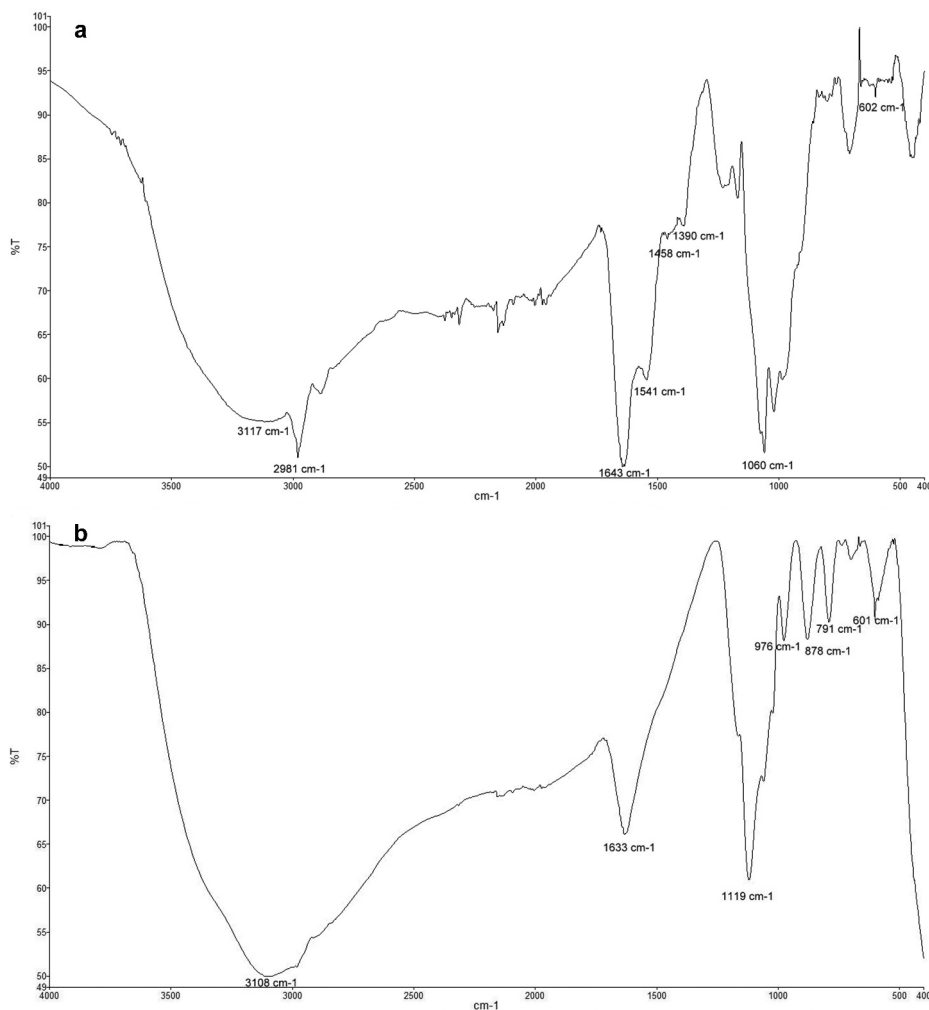 a
101
100
95
90
85
80
75
70
65
60
55
50
49
%T
602 cm-1
1390 cm-1
1458 cm-1
1541 cm-1
3117 cm-1
2981 cm-1
1643 cm-1
1060 cm-1
4000 3500 3000 2500 2000 1500 1000 500 400
cm-1
b
101
100
95
90
85
80
75
70
65
60
55
50
49
%T
601 cm-1
791 cm-1
976 cm-1
878 cm-1
1633 cm-1
1119 cm-1
3108 cm-1
4000 3500 3000 2500 2000 1500 1000 500 400
cm-1